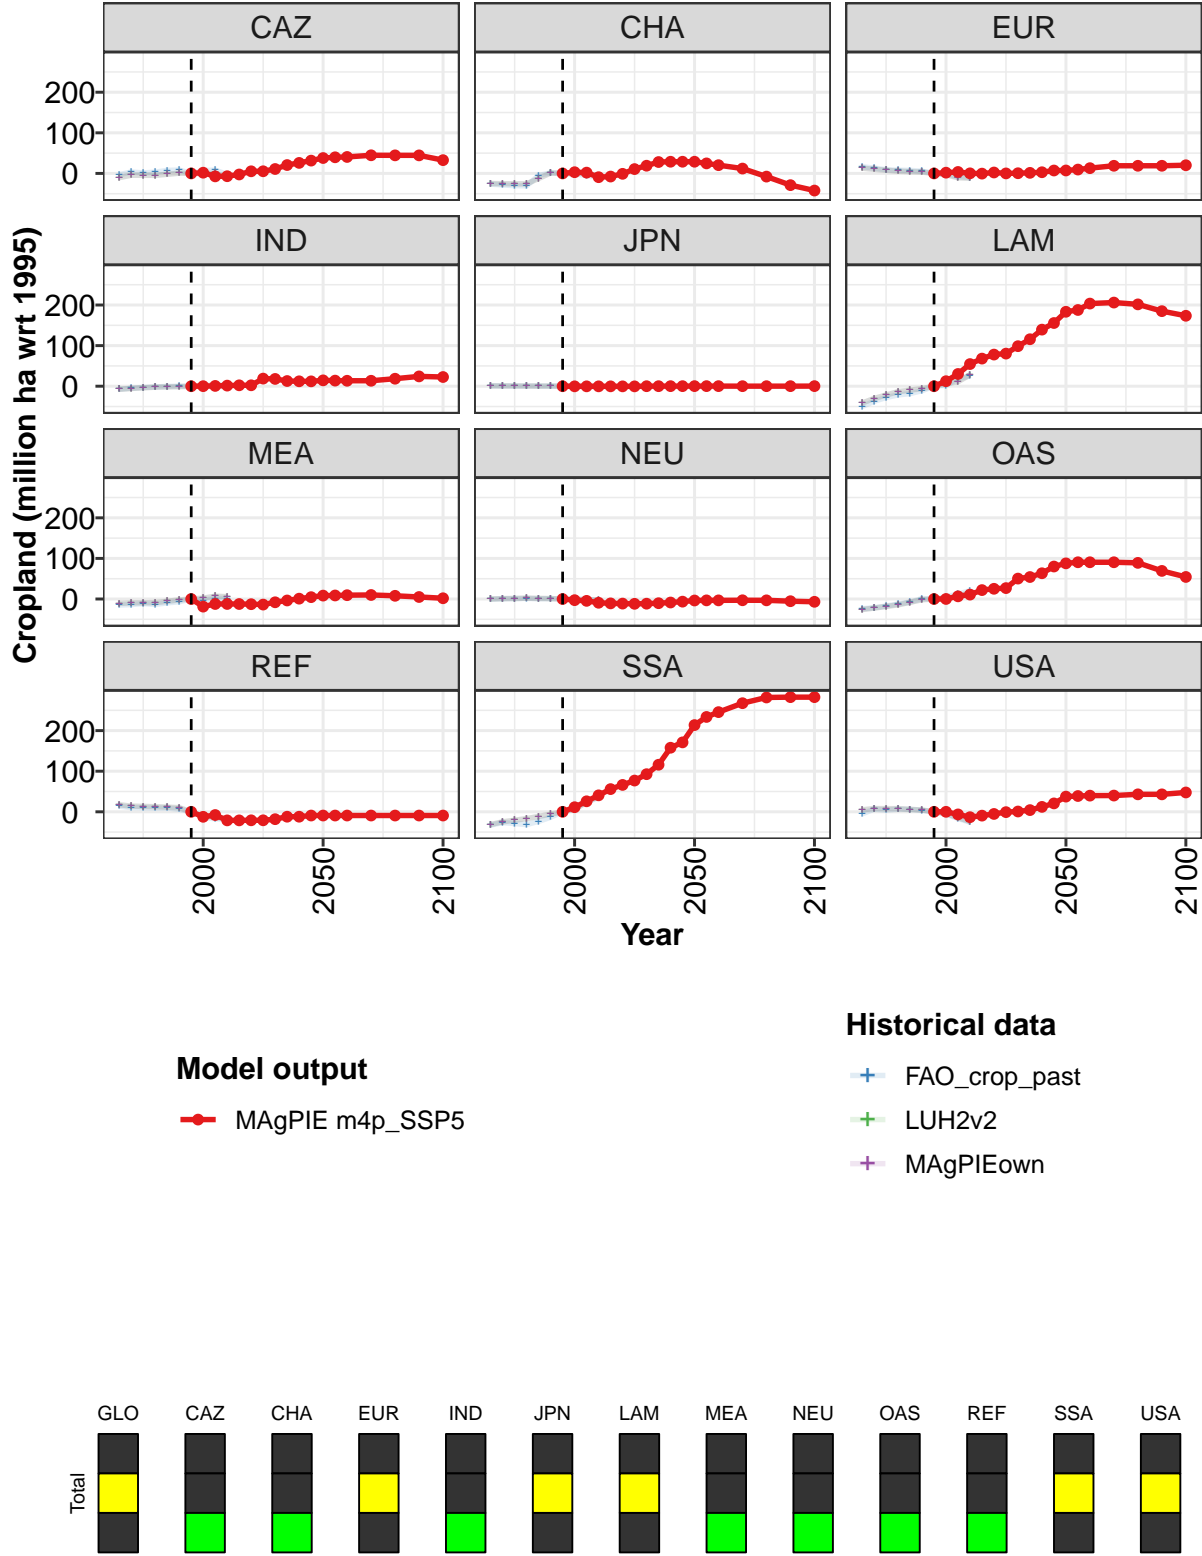 CAZ CHA EUR
200
100
0
IND JPN LAM
200
100
0
MEA NEU OAS
200
100
0
REF SSA USA
200
100
0
Cropland (million ha wrt 1995)
2000 2050 2100 2000 2050 2100 2000 2050 2100
Year
Model output
MAgPIE m4p_SSP5
Historical data
FAO_crop_past
LUH2v2
MAgPIEown
GLO CAZ CHA EUR IND JPN LAM MEA NEU OAS REF SSA USA
Total